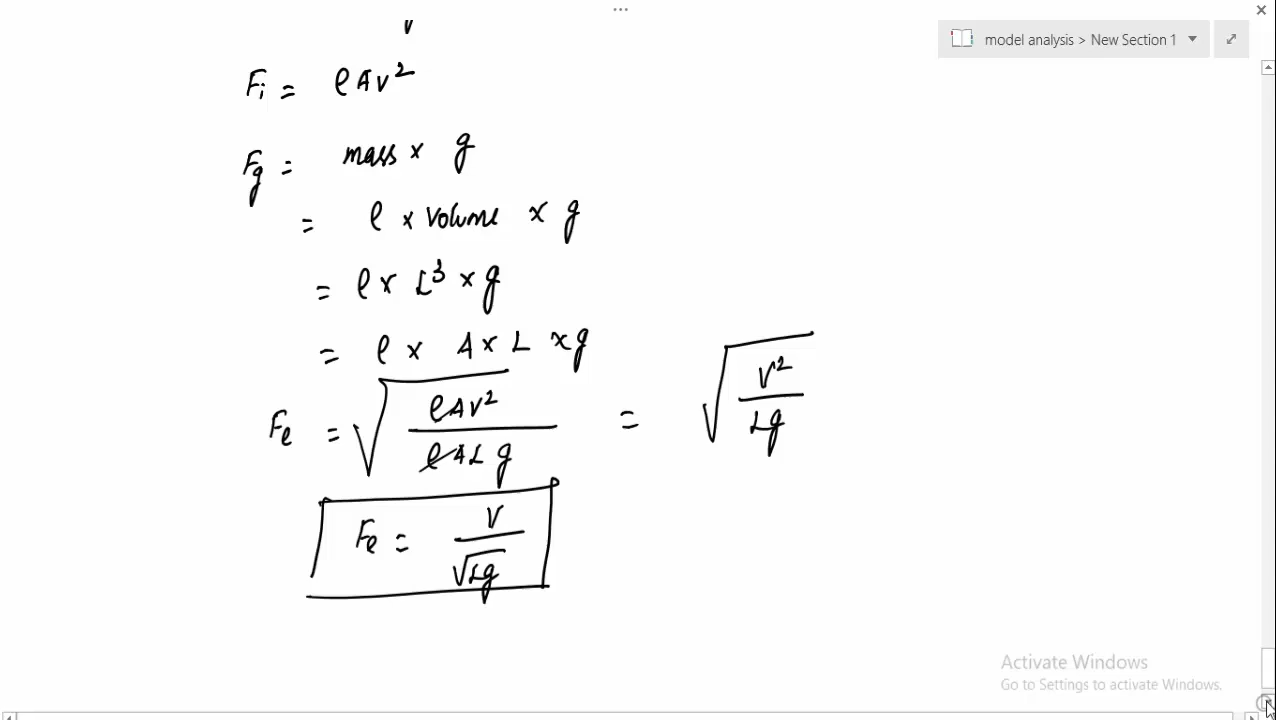 ...
model analysis > New Section 1
v
Fi = ρAv²
Fg = mass × g
= ρ × volume × g
= ρ × L³ × g
= ρ × A × L × g
Fe = √(ρAV² / ρALg) = √(V² / Lg)
Fe = V / √Lg
Activate Windows
Go to Settings to activate Windows.